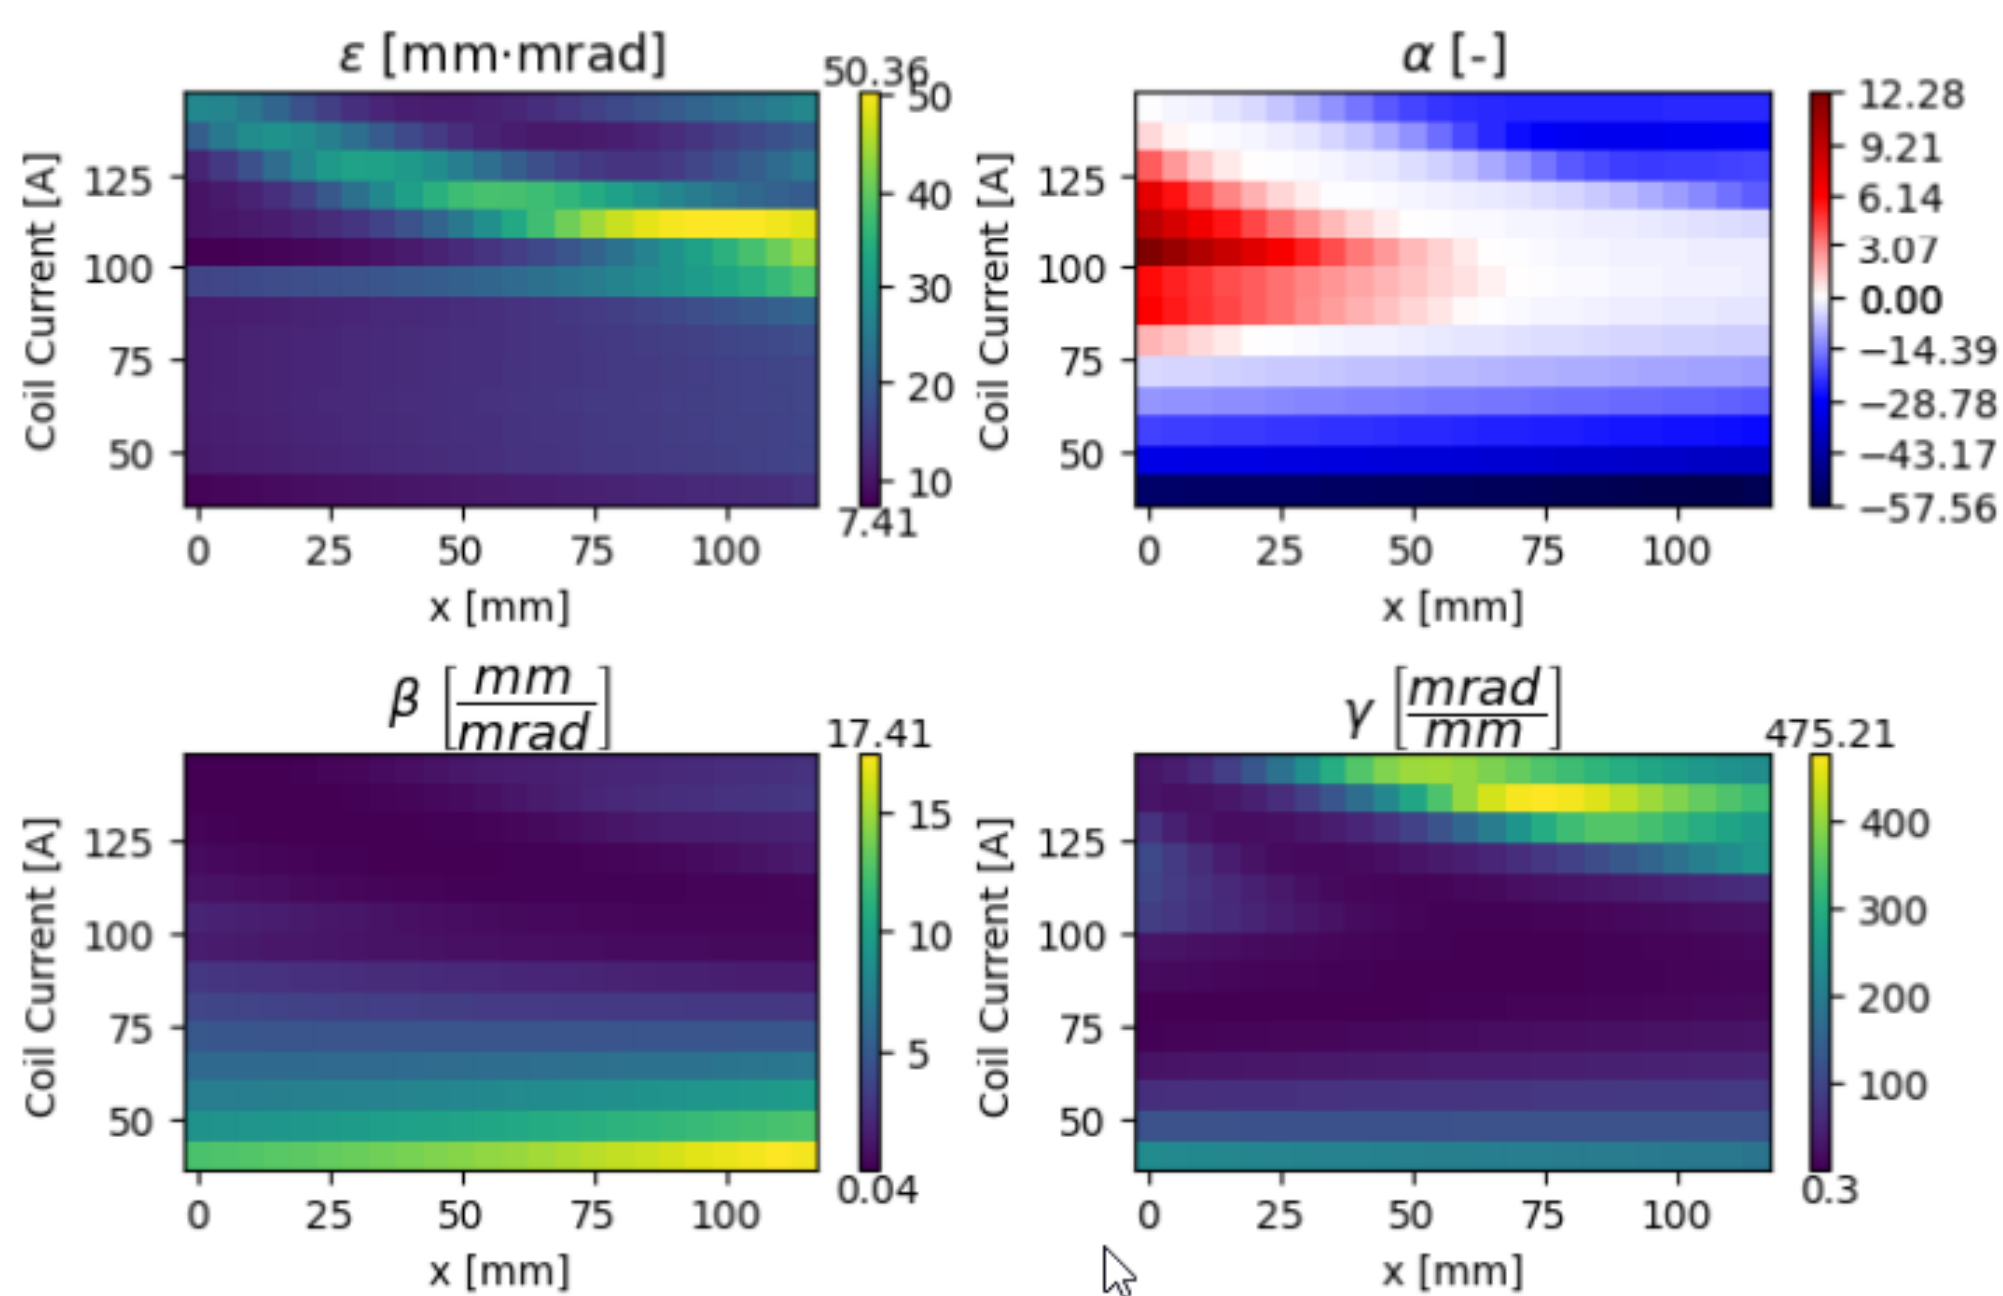 ε [mm·mrad]
50.36
50
40
30
20
10
7.41
Coil Current [A]
125
100
75
50
0 25 50 75 100
x [mm]
α [-]
12.28
9.21
6.14
3.07
0.00
−14.39
−28.78
−43.17
−57.56
Coil Current [A]
125
100
75
50
0 25 50 75 100
x [mm]
β [mm/mrad]
17.41
15
10
5
0.04
Coil Current [A]
125
100
75
50
0 25 50 75 100
x [mm]
γ [mrad/mm]
475.21
400
300
200
100
0.3
Coil Current [A]
125
100
75
50
0 25 50 75 100
x [mm]